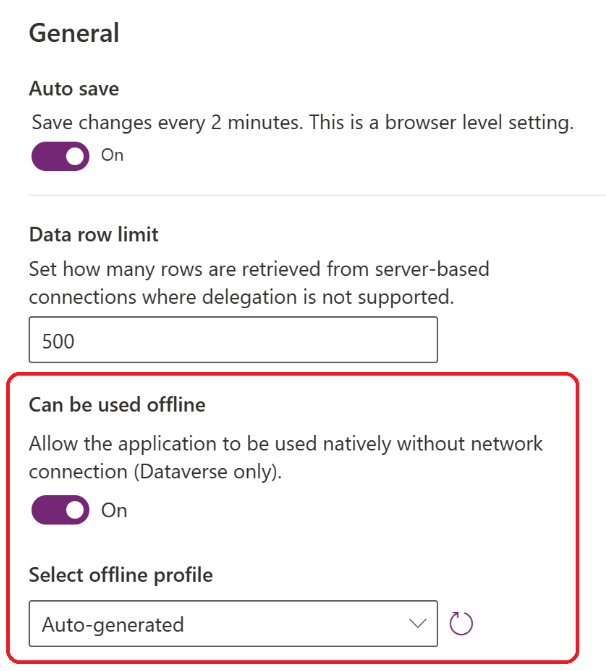 General
Auto save
Save changes every 2 minutes. This is a browser level setting.
On
Data row limit
Set how many rows are retrieved from server-based
connections where delegation is not supported.
500
Can be used offline
Allow the application to be used natively without network
connection (Dataverse only).
On
Select offline profile
Auto-generated